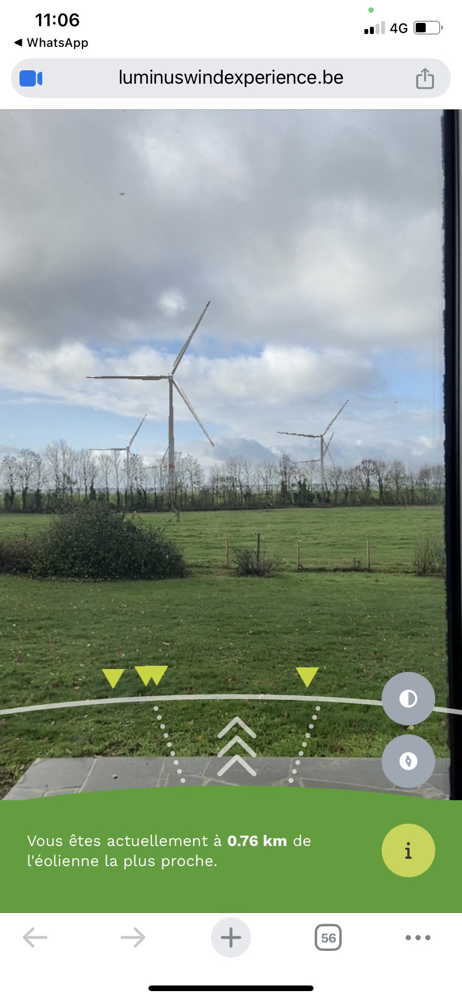 11:06
4G
WhatsApp
luminuswindexperience.be
Vous êtes actuellement à 0.76 km de
l'éolienne la plus proche.
i
56